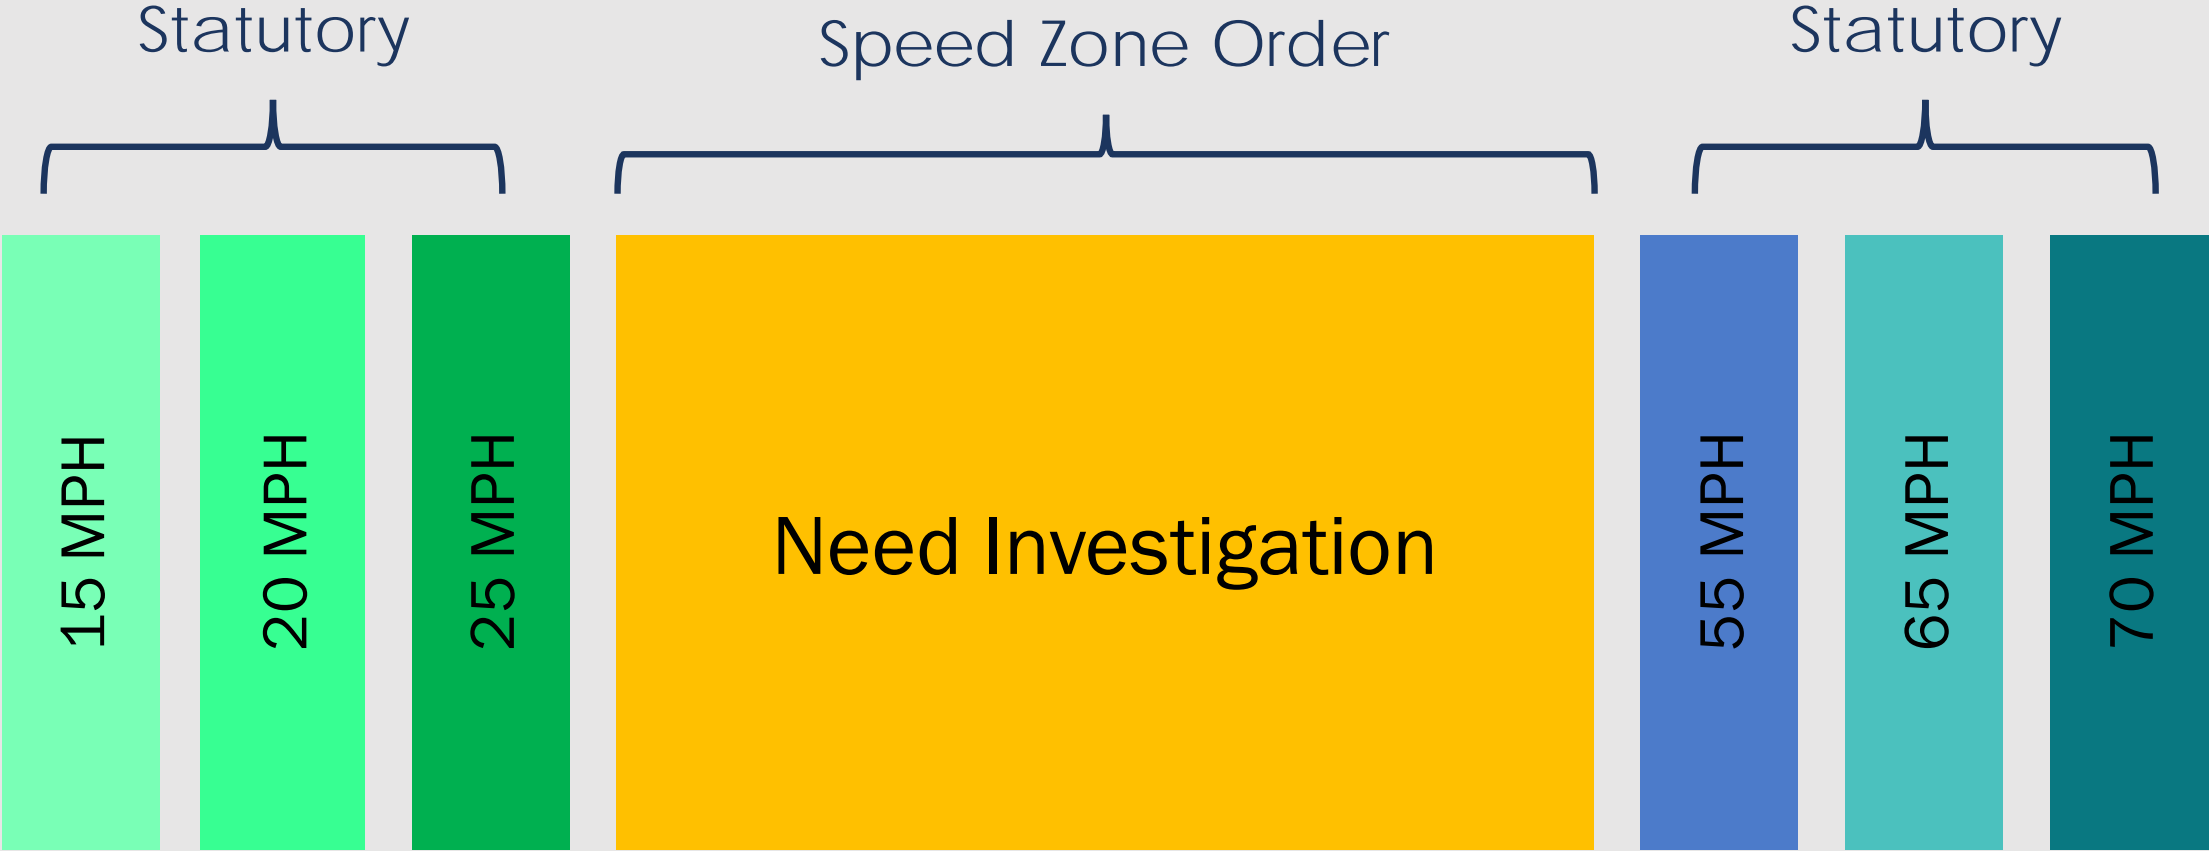 Statutory
Speed Zone Order
Statutory
15 MPH
20 MPH
25 MPH
Need Investigation
55 MPH
65 MPH
70 MPH